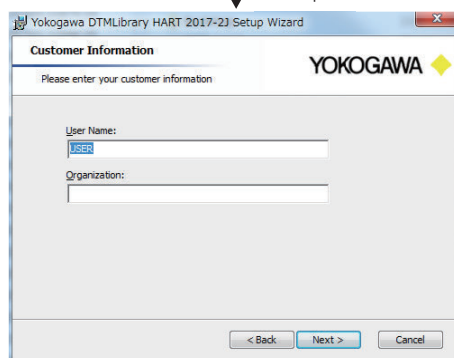 Yokogawa DTMLibrary HART 2017-2J Setup Wizard
Customer Information
Please enter your customer information
YOKOGAWA
User Name:
USER
Organization:
< Back Next > Cancel